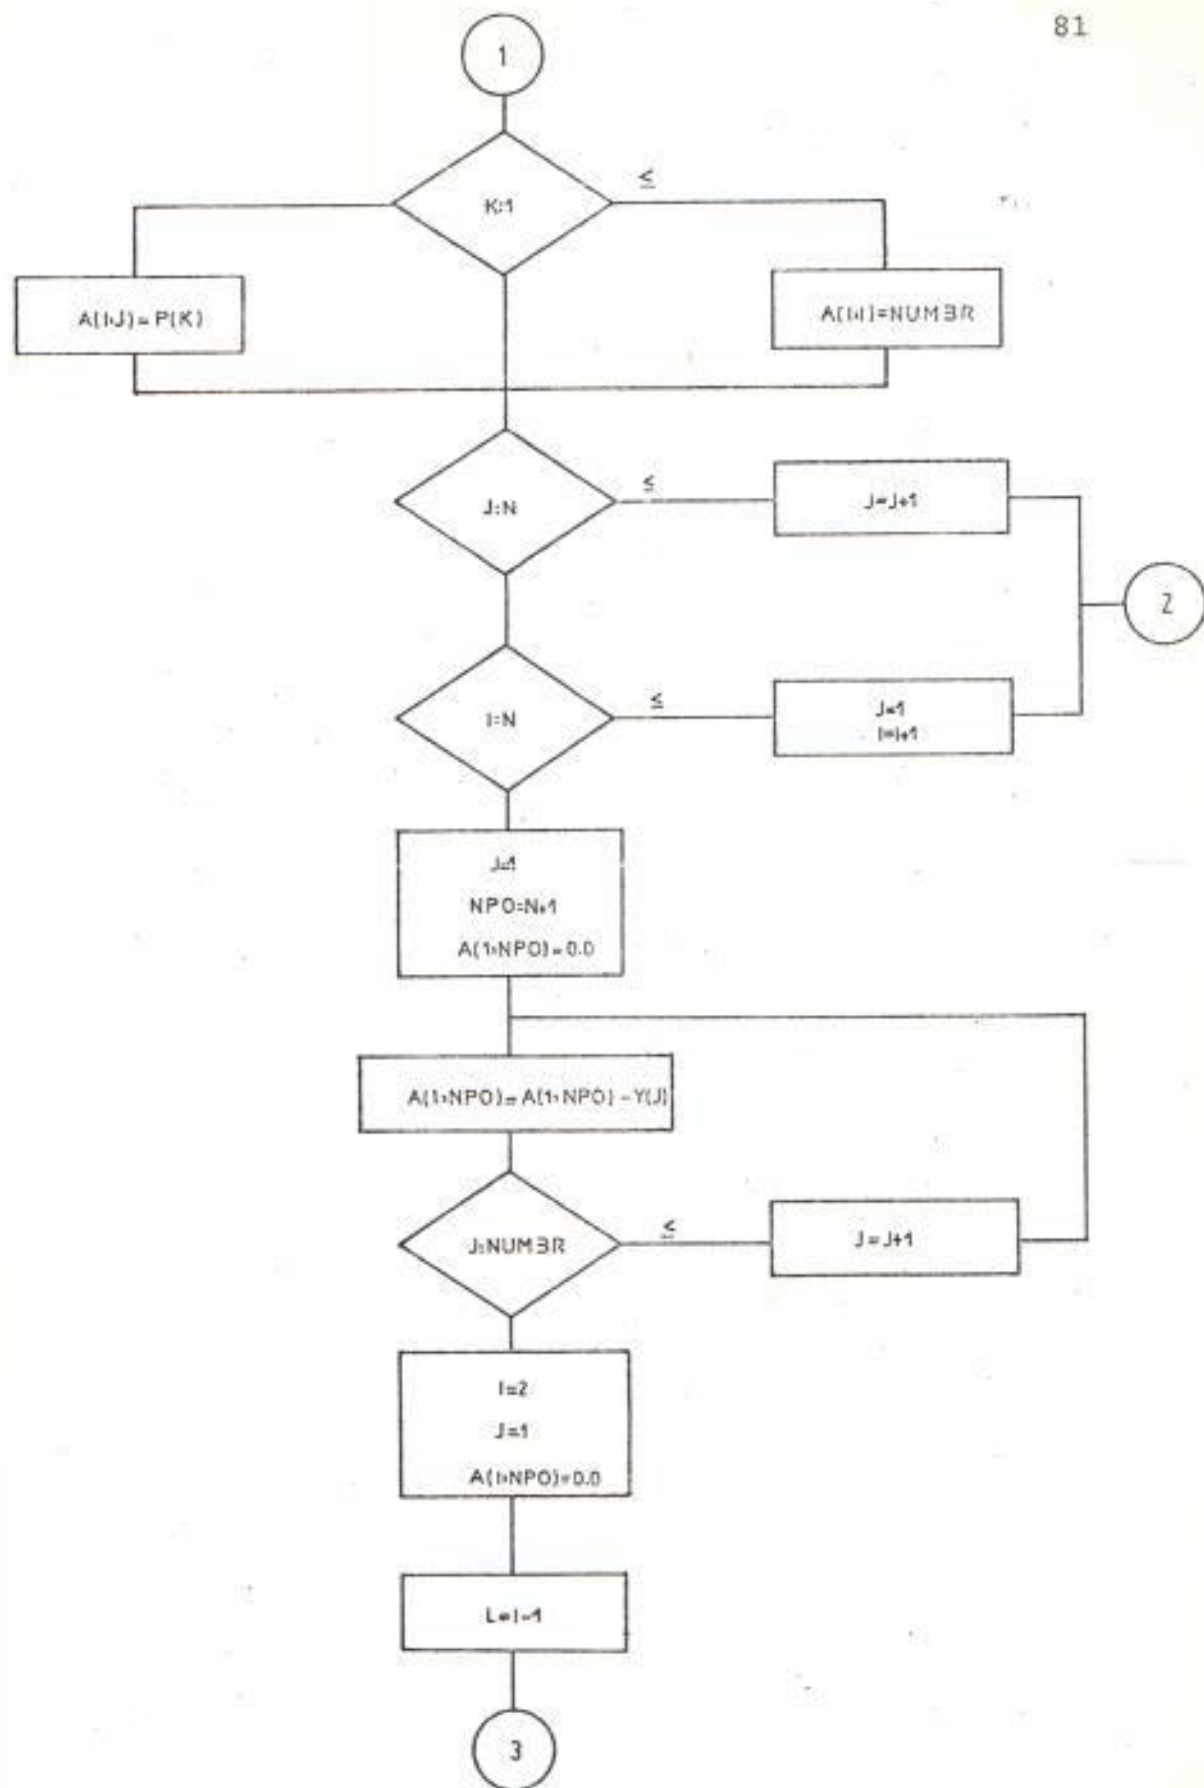 81
1
K:1
≤
A(I,J)=P(K)
A(I,I)=NUMBR
J:N
≤
J=J+1
2
I:N
≤
J=1
I=I+1
J=1
NPO=N+1
A(1,NPO)=0.0
A(1,NPO)=A(1,NPO)-Y(J)
J:NUMBR
≤
J=J+1
I=2
J=1
A(I,NPO)=0.0
L=I-1
3